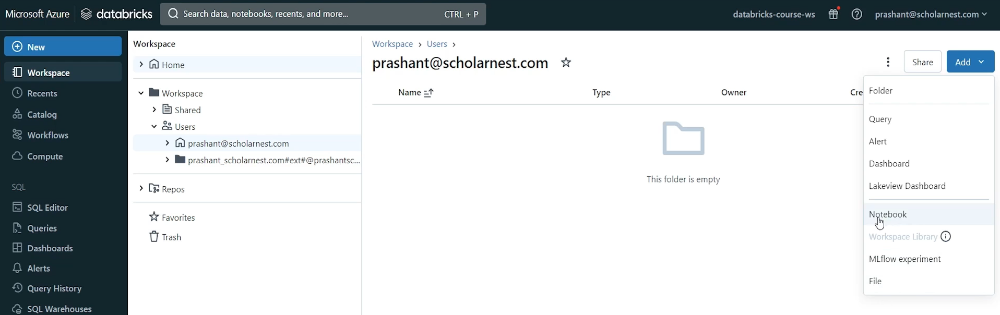 Microsoft Azure databricks Search data, notebooks, recents, and more... CTRL + P databricks-course-ws prashant@scholarnest.com
New
Workspace
Recents
Catalog
Workflows
Compute
SQL
SQL Editor
Queries
Dashboards
Alerts
Query History
SQL Warehouses
Workspace
Home
Workspace
Shared
Users
prashant@scholarnest.com
prashant_scholarnest.com#ext#@prashantsc...
Repos
Favorites
Trash
Workspace > Users >
prashant@scholarnest.com
Share Add
Name Type Owner Cre
This folder is empty
Folder
Query
Alert
Dashboard
Lakeview Dashboard
Notebook
Workspace Library
MLflow experiment
File